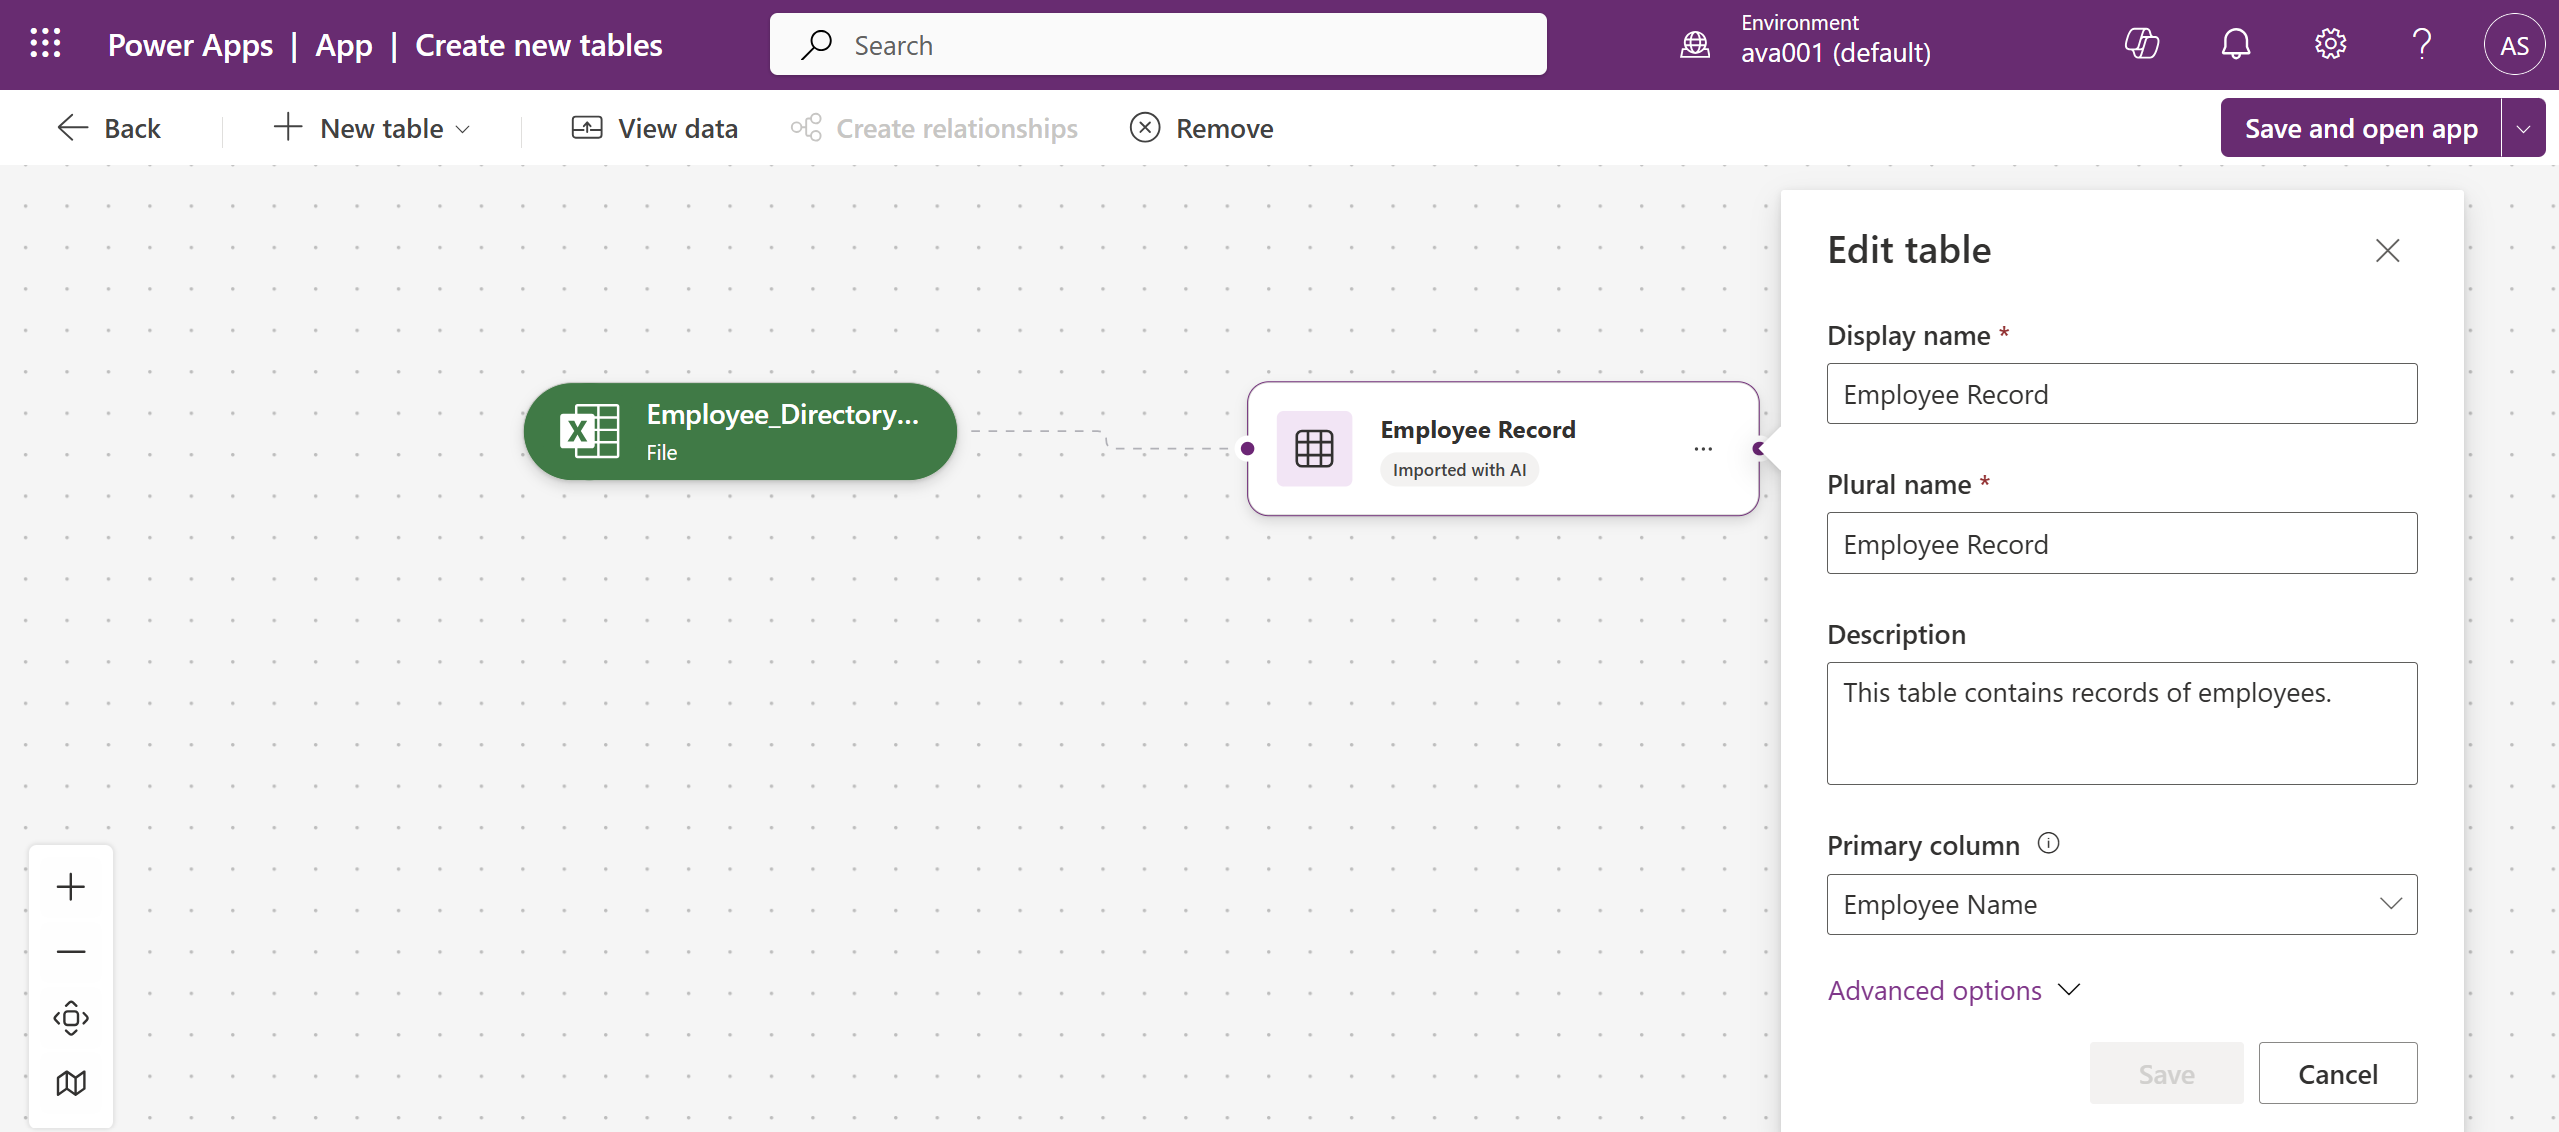 Power Apps | App | Create new tables
Search
Environment
ava001 (default)
AS
Back
New table
View data
Create relationships
Remove
Save and open app
Employee_Directory...
File
Employee Record
Imported with AI
Edit table
Display name *
Employee Record
Plural name *
Employee Record
Description
This table contains records of employees.
Primary column
Employee Name
Advanced options
Save
Cancel